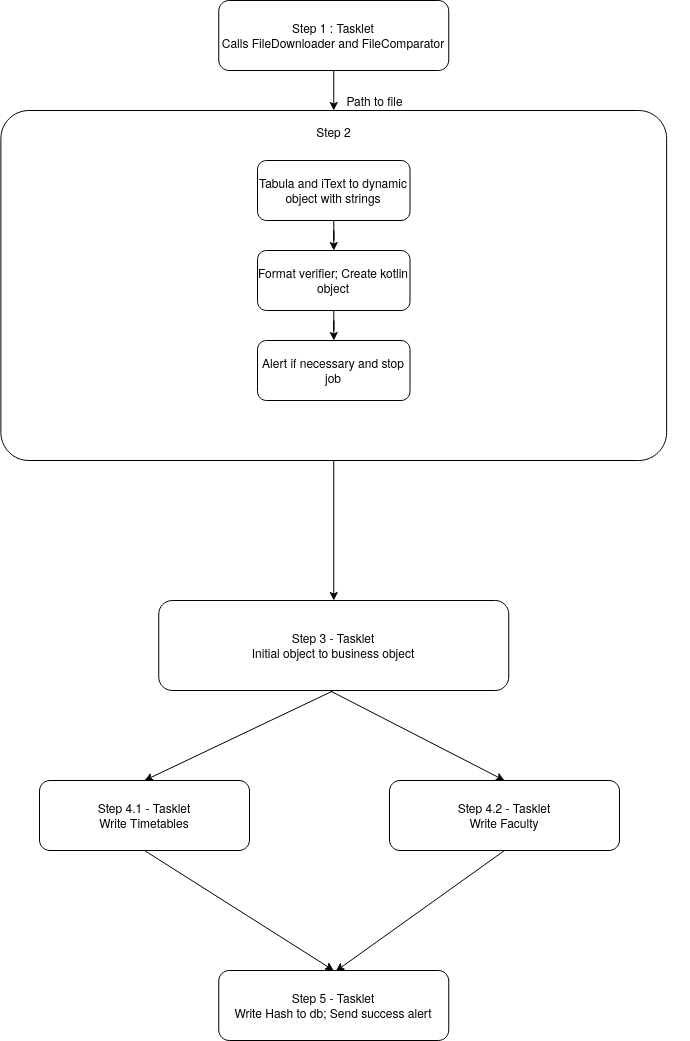 Step 1 : Tasklet
Calls FileDownloader and FileComparator
Path to file
Step 2
Tabula and iText to dynamic
object with strings
Format verifier; Create kotlin
object
Alert if necessary and stop
job
Step 3 - Tasklet
Initial object to business object
Step 4.1 - Tasklet
Write Timetables
Step 4.2 - Tasklet
Write Faculty
Step 5 - Tasklet
Write Hash to db; Send success alert